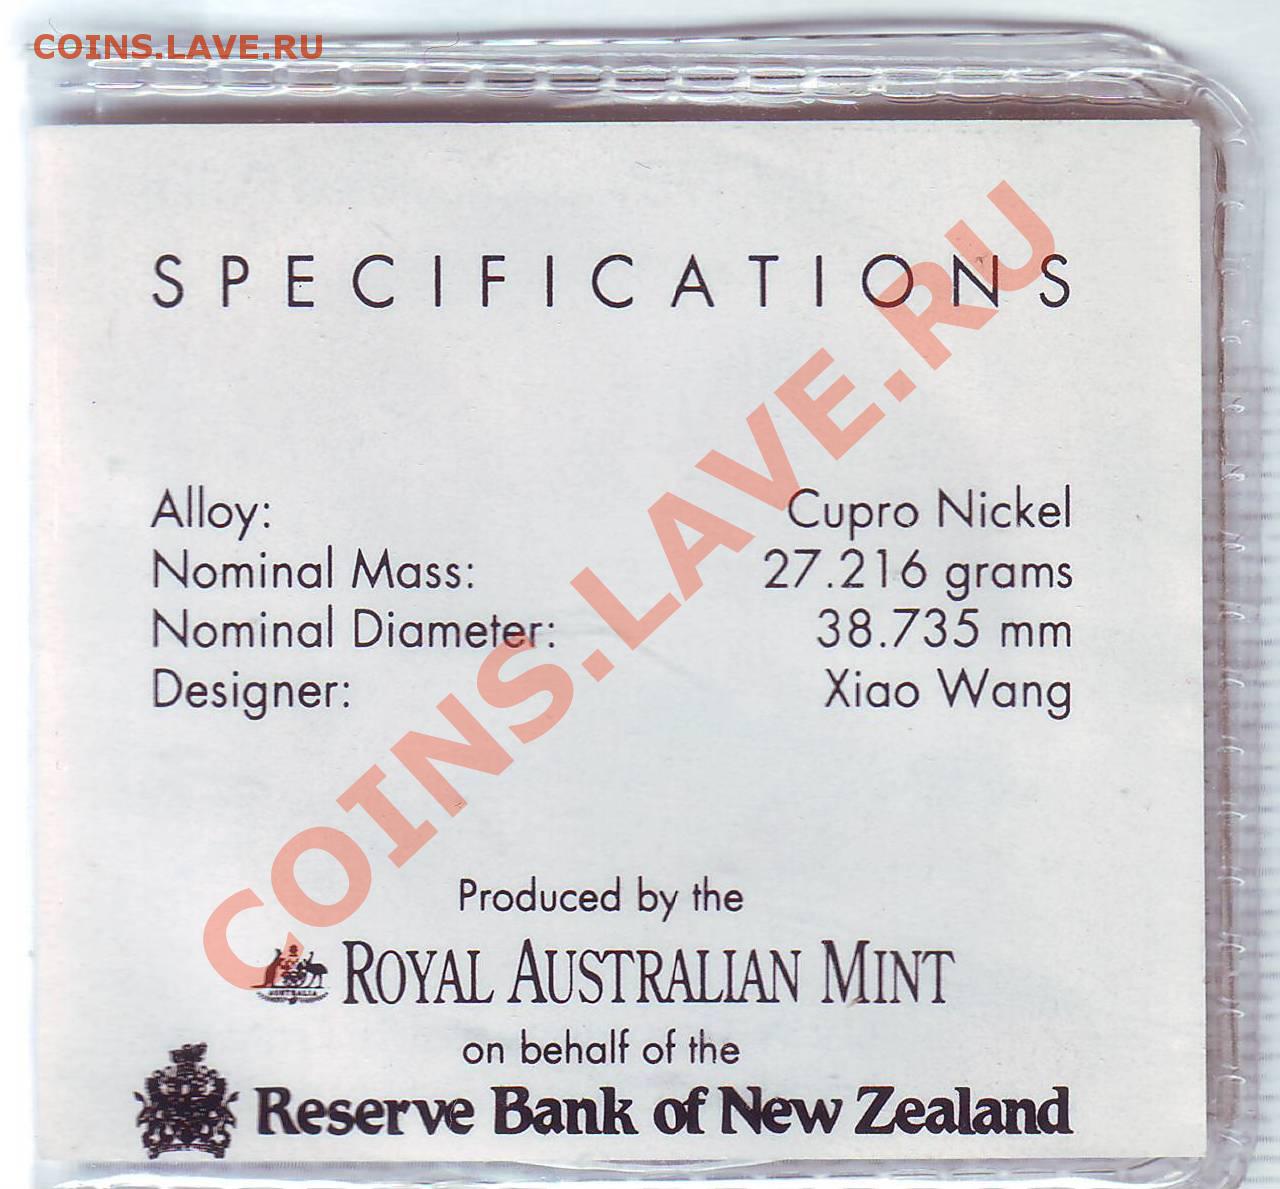 COINS.LAVE.RU
SPECIFICATIONS
Alloy: Cupro Nickel
Nominal Mass: 27.216 grams
Nominal Diameter: 38.735 mm
Designer: Xiao Wang
COINS.LAVE.RU
Produced by the
AUSTRALIA ROYAL AUSTRALIAN MINT
on behalf of the
Reserve Bank of New Zealand